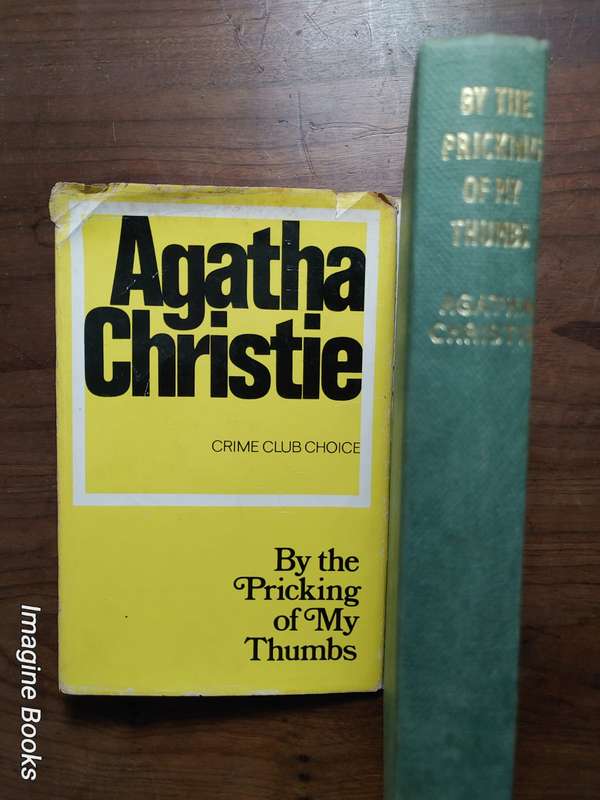 Agatha
Christie
CRIME CLUB CHOICE
By the
Pricking
of My
Thumbs
BY THE
PRICKING
OF MY
THUMBS
AGATHA
CHRISTIE
Imagine Books